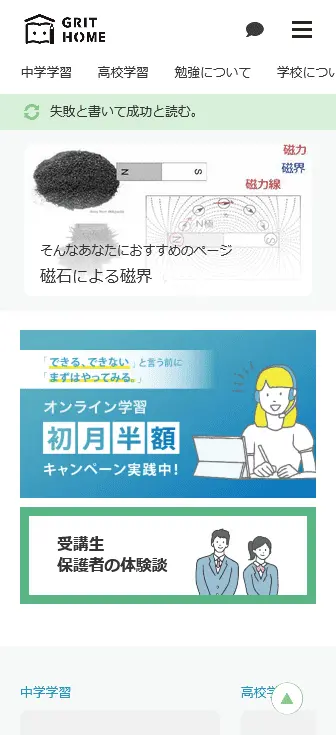 GRIT
HOME
中学学習 高校学習 勉強について 学校につい
失敗と書いて成功と読む。
磁力
磁界
磁力線
N S
N極
N S
そんなあなたにおすすめのページ
磁石による磁界
「できる、できない」と言う前に
「まずはやってみる。」
オンライン学習
初月半額
キャンペーン実践中!
受講生
保護者の体験談
中学学習 高校学